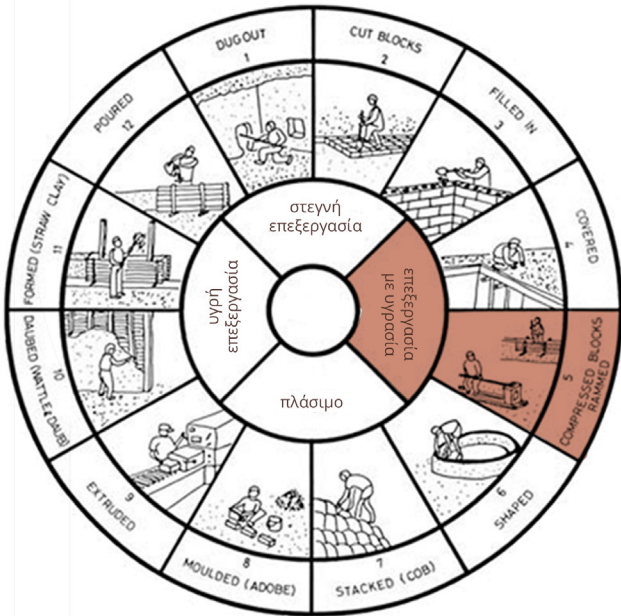 DUGOUT
1
CUT BLOCKS
2
FILLED IN
3
COVERED
4
COMPRESSED BLOCKS
RAMMED
5
SHAPED
6
STACKED (COB)
7
MOULDED (ADOBE)
8
EXTRUDED
9
DAUBED (WATTLE &
DAUB)
10
FORMED (STRAW CLAY)
11
POURED
12
στεγνή
επεξεργασία
επεξεργασία
με υγρασία
πλάσιμο
υγρή
επεξεργασία